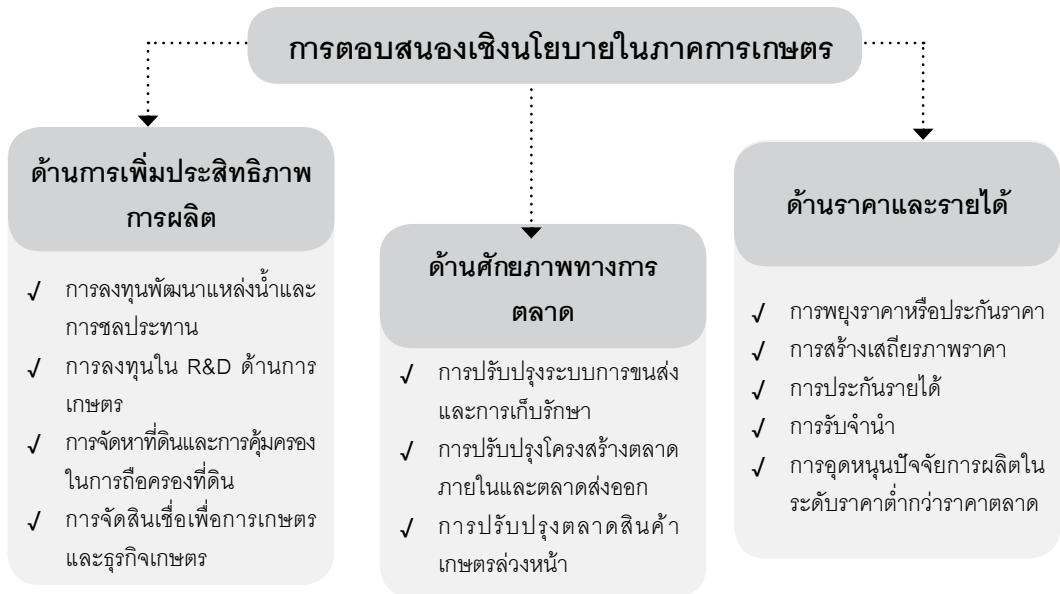 การตอบสนองเชิงนโยบายในภาคการเกษตร
ด้านการเพิ่มประสิทธิภาพ
การผลิต
√ การลงทุนพัฒนาแหล่งน้ำและ
การชลประทาน
√ การลงทุนใน R&D ด้านการ
เกษตร
√ การจัดหาที่ดินและการคุ้มครอง
ในการถือครองที่ดิน
√ การจัดสินเชื่อเพื่อการเกษตร
และธุรกิจเกษตร
ด้านศักยภาพทางการ
ตลาด
√ การปรับปรุงระบบการขนส่ง
และการเก็บรักษา
√ การปรับปรุงโครงสร้างตลาด
ภายในและตลาดส่งออก
√ การปรับปรุงตลาดสินค้า
เกษตรล่วงหน้า
ด้านราคาและรายได้
√ การพยุงราคาหรือประกันราคา
√ การสร้างเสถียรภาพราคา
√ การประกันรายได้
√ การรับจำนำ
√ การอุดหนุนปัจจัยการผลิตใน
ระดับราคาต่ำกว่าราคาตลาด